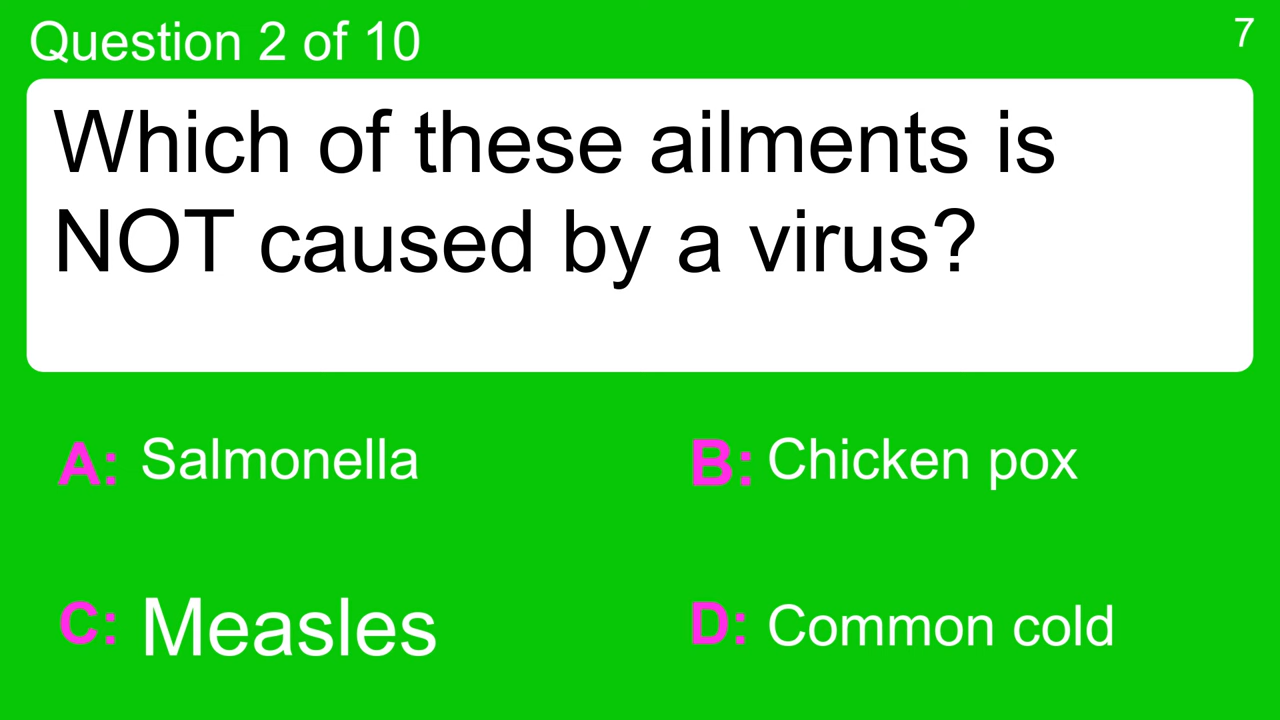 Question 2 of 10
7
Which of these ailments is
NOT caused by a virus?
A: Salmonella
B: Chicken pox
C: Measles
D: Common cold